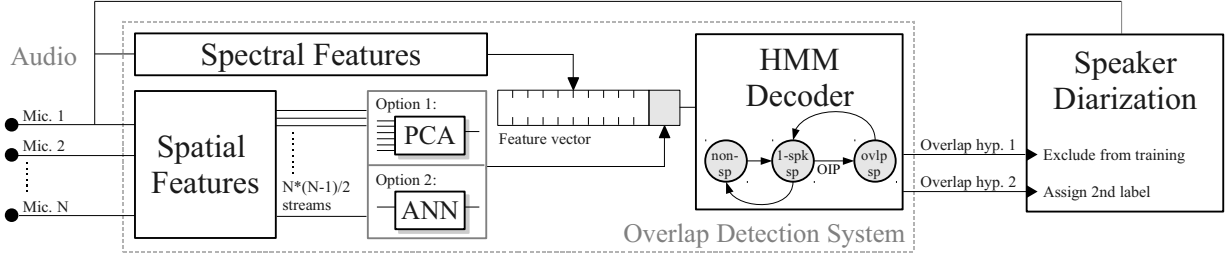 Audio
Mic. 1
Mic. 2
Mic. N
Spectral Features
Spatial
Features
N*(N-1)/2
streams
Option 1:
PCA
Option 2:
ANN
Feature vector
HMM
Decoder
non-
sp
1-spk
sp
OIP
ovlp
sp
Overlap Detection System
Overlap hyp. 1
Overlap hyp. 2
Speaker
Diarization
Exclude from training
Assign 2nd label